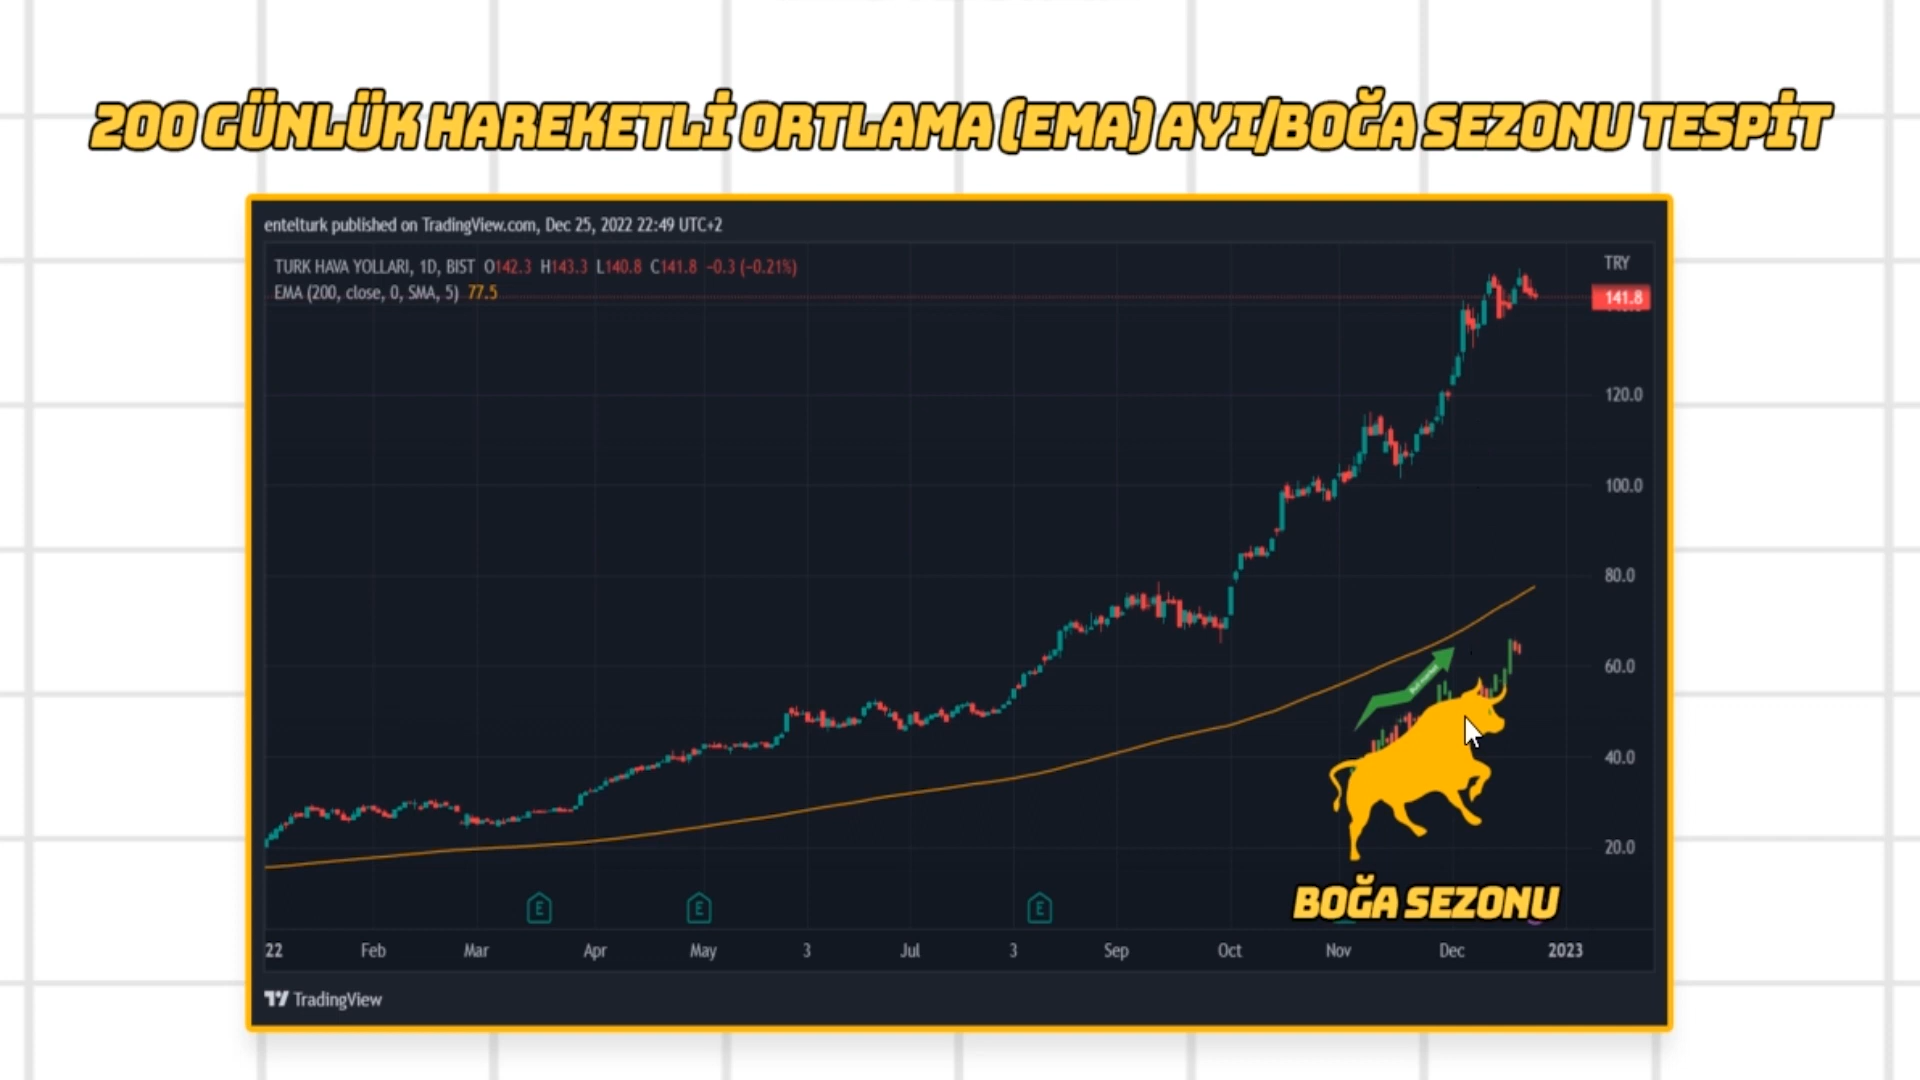 200 GÜNLÜK HAREKETLİ ORTLAMA (EMA) AYI/BOĞA SEZONU TESPİT
entelturk published on TradingView.com, Dec 25, 2022 22:49 UTC+2
TURK HAVA YOLLARI, 1D, BIST O142.3 H143.3 L140.8 C141.8 −0.3 (−0.21%)
TRY
EMA (200, close, 0, SMA, 5) 77.5
141.8
120.0
100.0
80.0
60.0
40.0
20.0
E E E
BOĞA SEZONU
22 Feb Mar Apr May 3 Jul 3 Sep Oct Nov Dec 2023
TradingView